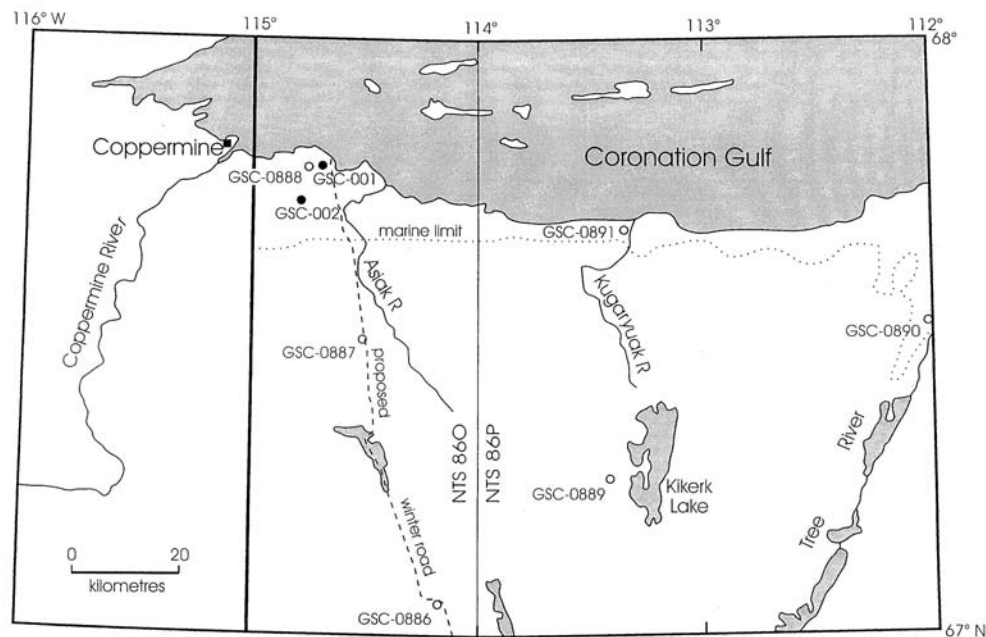 116° W
115°
114°
113°
112°
68°
Coppermine
GSC-0888
GSC-001
GSC-002
Coronation Gulf
marine limit
GSC-0891
Coppermine River
Asiak R
Kugaryuak R
GSC-0890
GSC-0887
proposed
NTS 86O
NTS 86P
River
GSC-0889
Kikerk
Lake
winter road
Tree
0
20
kilometres
GSC-0886
67° N